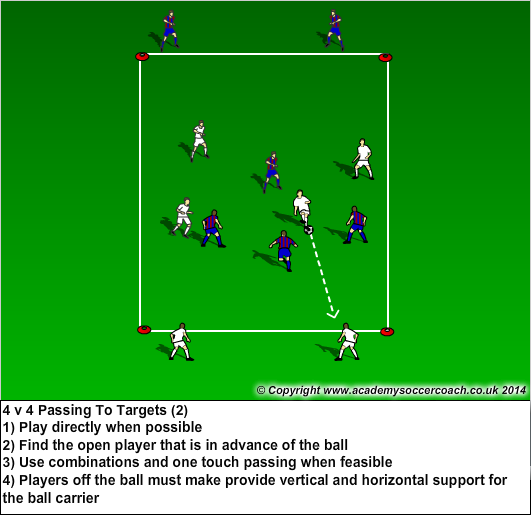 © Copyright www.academysoccercoach.co.uk 2014
4 v 4 Passing To Targets (2)
1) Play directly when possible
2) Find the open player that is in advance of the ball
3) Use combinations and one touch passing when feasible
4) Players off the ball must make provide vertical and horizontal support for
the ball carrier